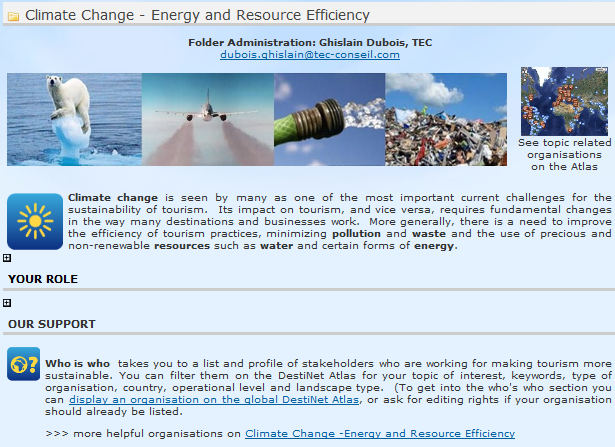 Climate Change - Energy and Resource Efficiency
Folder Administration: Ghislain Dubois, TEC
dubois.ghislain@tec-conseil.com
See topic related
organisations
on the Atlas
Climate change is seen by many as one of the most important current challenges for the
sustainability of tourism. Its impact on tourism, and vice versa, requires fundamental changes
in the way many destinations and businesses work. More generally, there is a need to improve
the efficiency of tourism practices, minimizing pollution and waste and the use of precious and
non-renewable resources such as water and certain forms of energy.
YOUR ROLE
OUR SUPPORT
Who is who takes you to a list and profile of stakeholders who are working for making tourism more
sustainable. You can filter them on the DestiNet Atlas for your topic of interest, keywords, type of
organisation, country, operational level and landscape type. (To get into the who's who section you
can display an organisation on the global DestiNet Atlas, or ask for editing rights if your organisation
should already be listed.
>>> more helpful organisations on Climate Change -Energy and Resource Efficiency